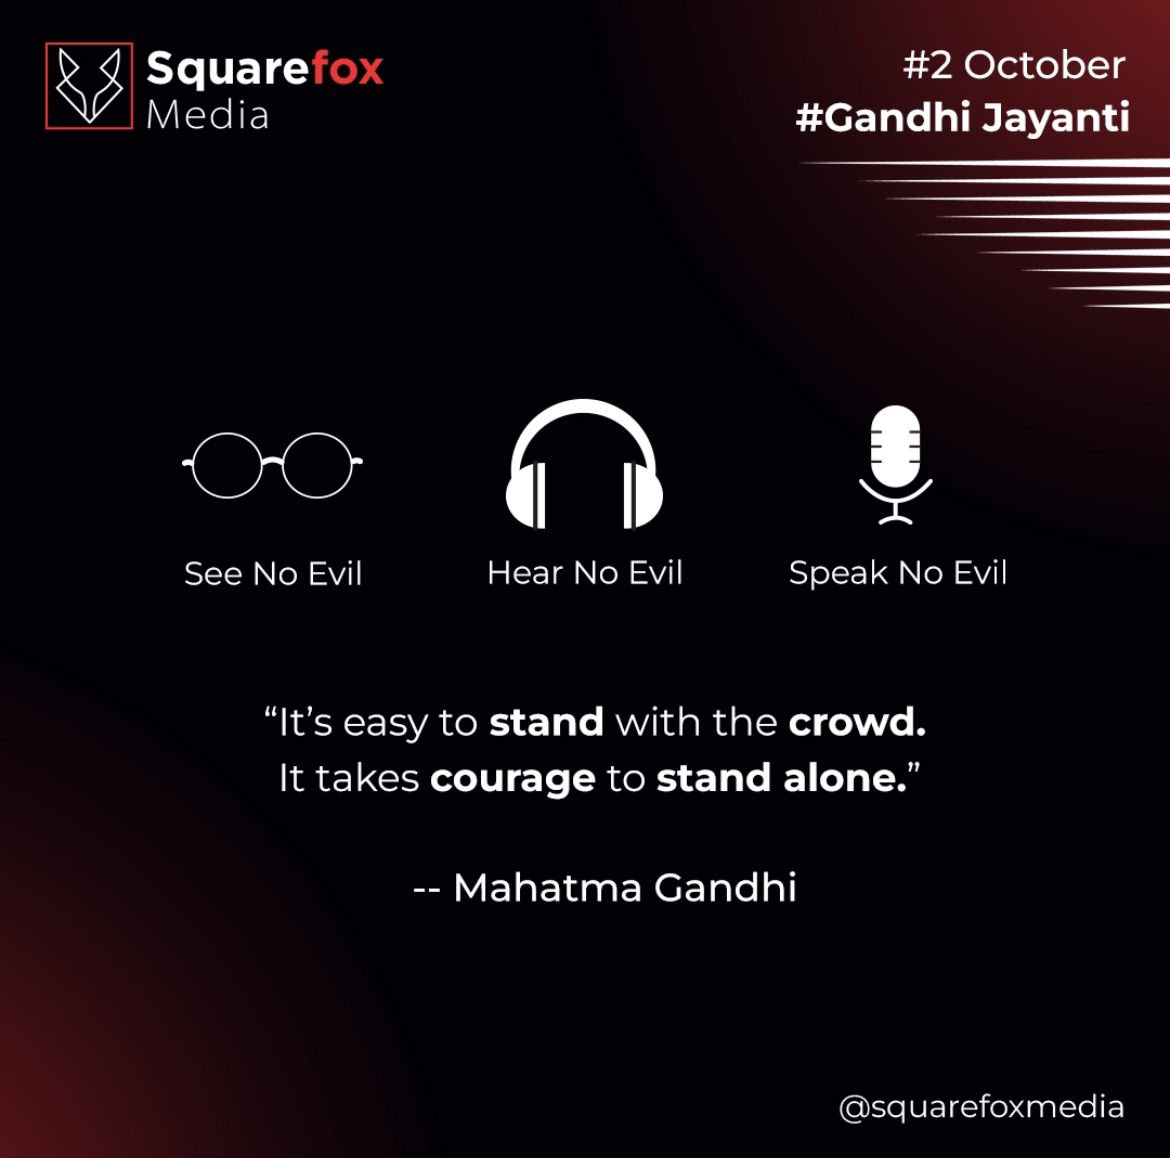 Squarefox
Media
#2 October
#Gandhi Jayanti
See No Evil
Hear No Evil
Speak No Evil
“It’s easy to stand with the crowd.
It takes courage to stand alone.”
-- Mahatma Gandhi
@squarefoxmedia